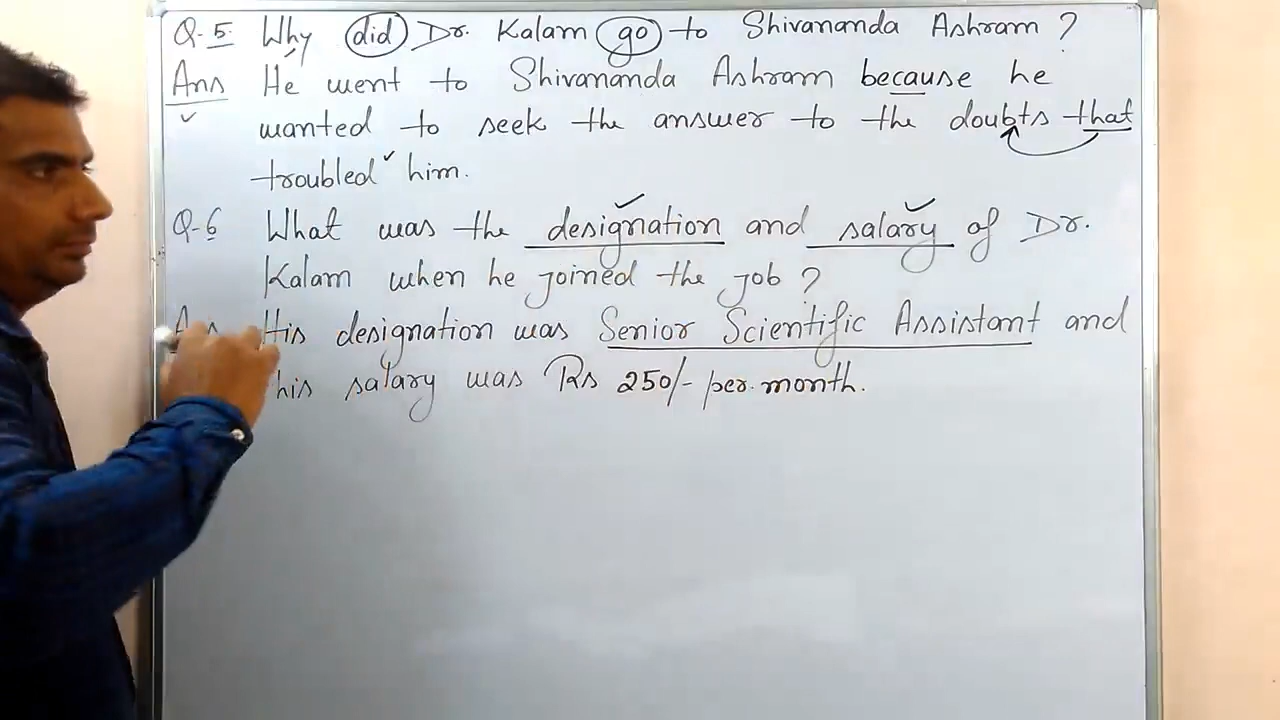 Q-5. Why did Dr. Kalam go to Shivananda Ashram ?
Ans He went to Shivananda Ashram because he
wanted to seek the answer to the doubts that
troubled him.
Q-6 What was the designation and salary of Dr.
Kalam when he joined the job ?
Ans His designation was Senior Scientific Assistant and
his salary was Rs 250/- per month.